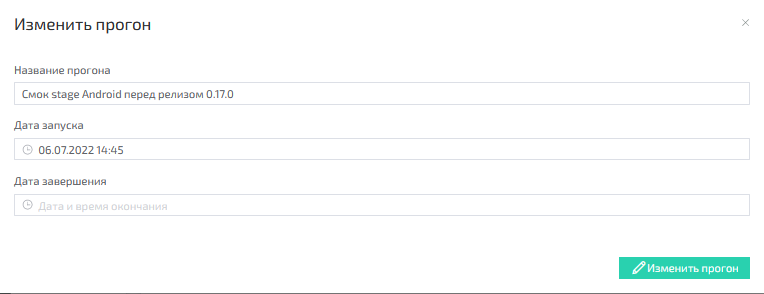 Изменить прогон
Название прогона
Смок stage Android перед релизом 0.17.0
Дата запуска
06.07.2022 14:45
Дата завершения
Дата и время окончания
Изменить прогон